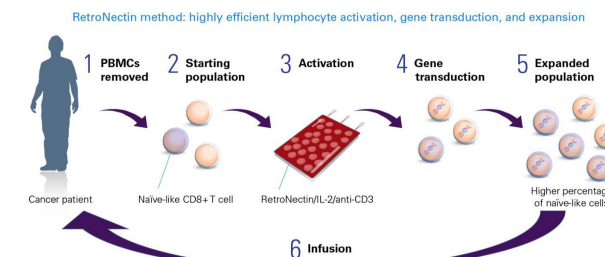 RetroNectin method: highly efficient lymphocyte activation, gene transduction, and expansion
1 PBMCs removed
2 Starting population
3 Activation
4 Gene transduction
5 Expanded population
Cancer patient
Naïve-like CD8+ T cell
RetroNectin/IL-2/anti-CD3
Higher percentag
of naïve-like cells
6 Infusion